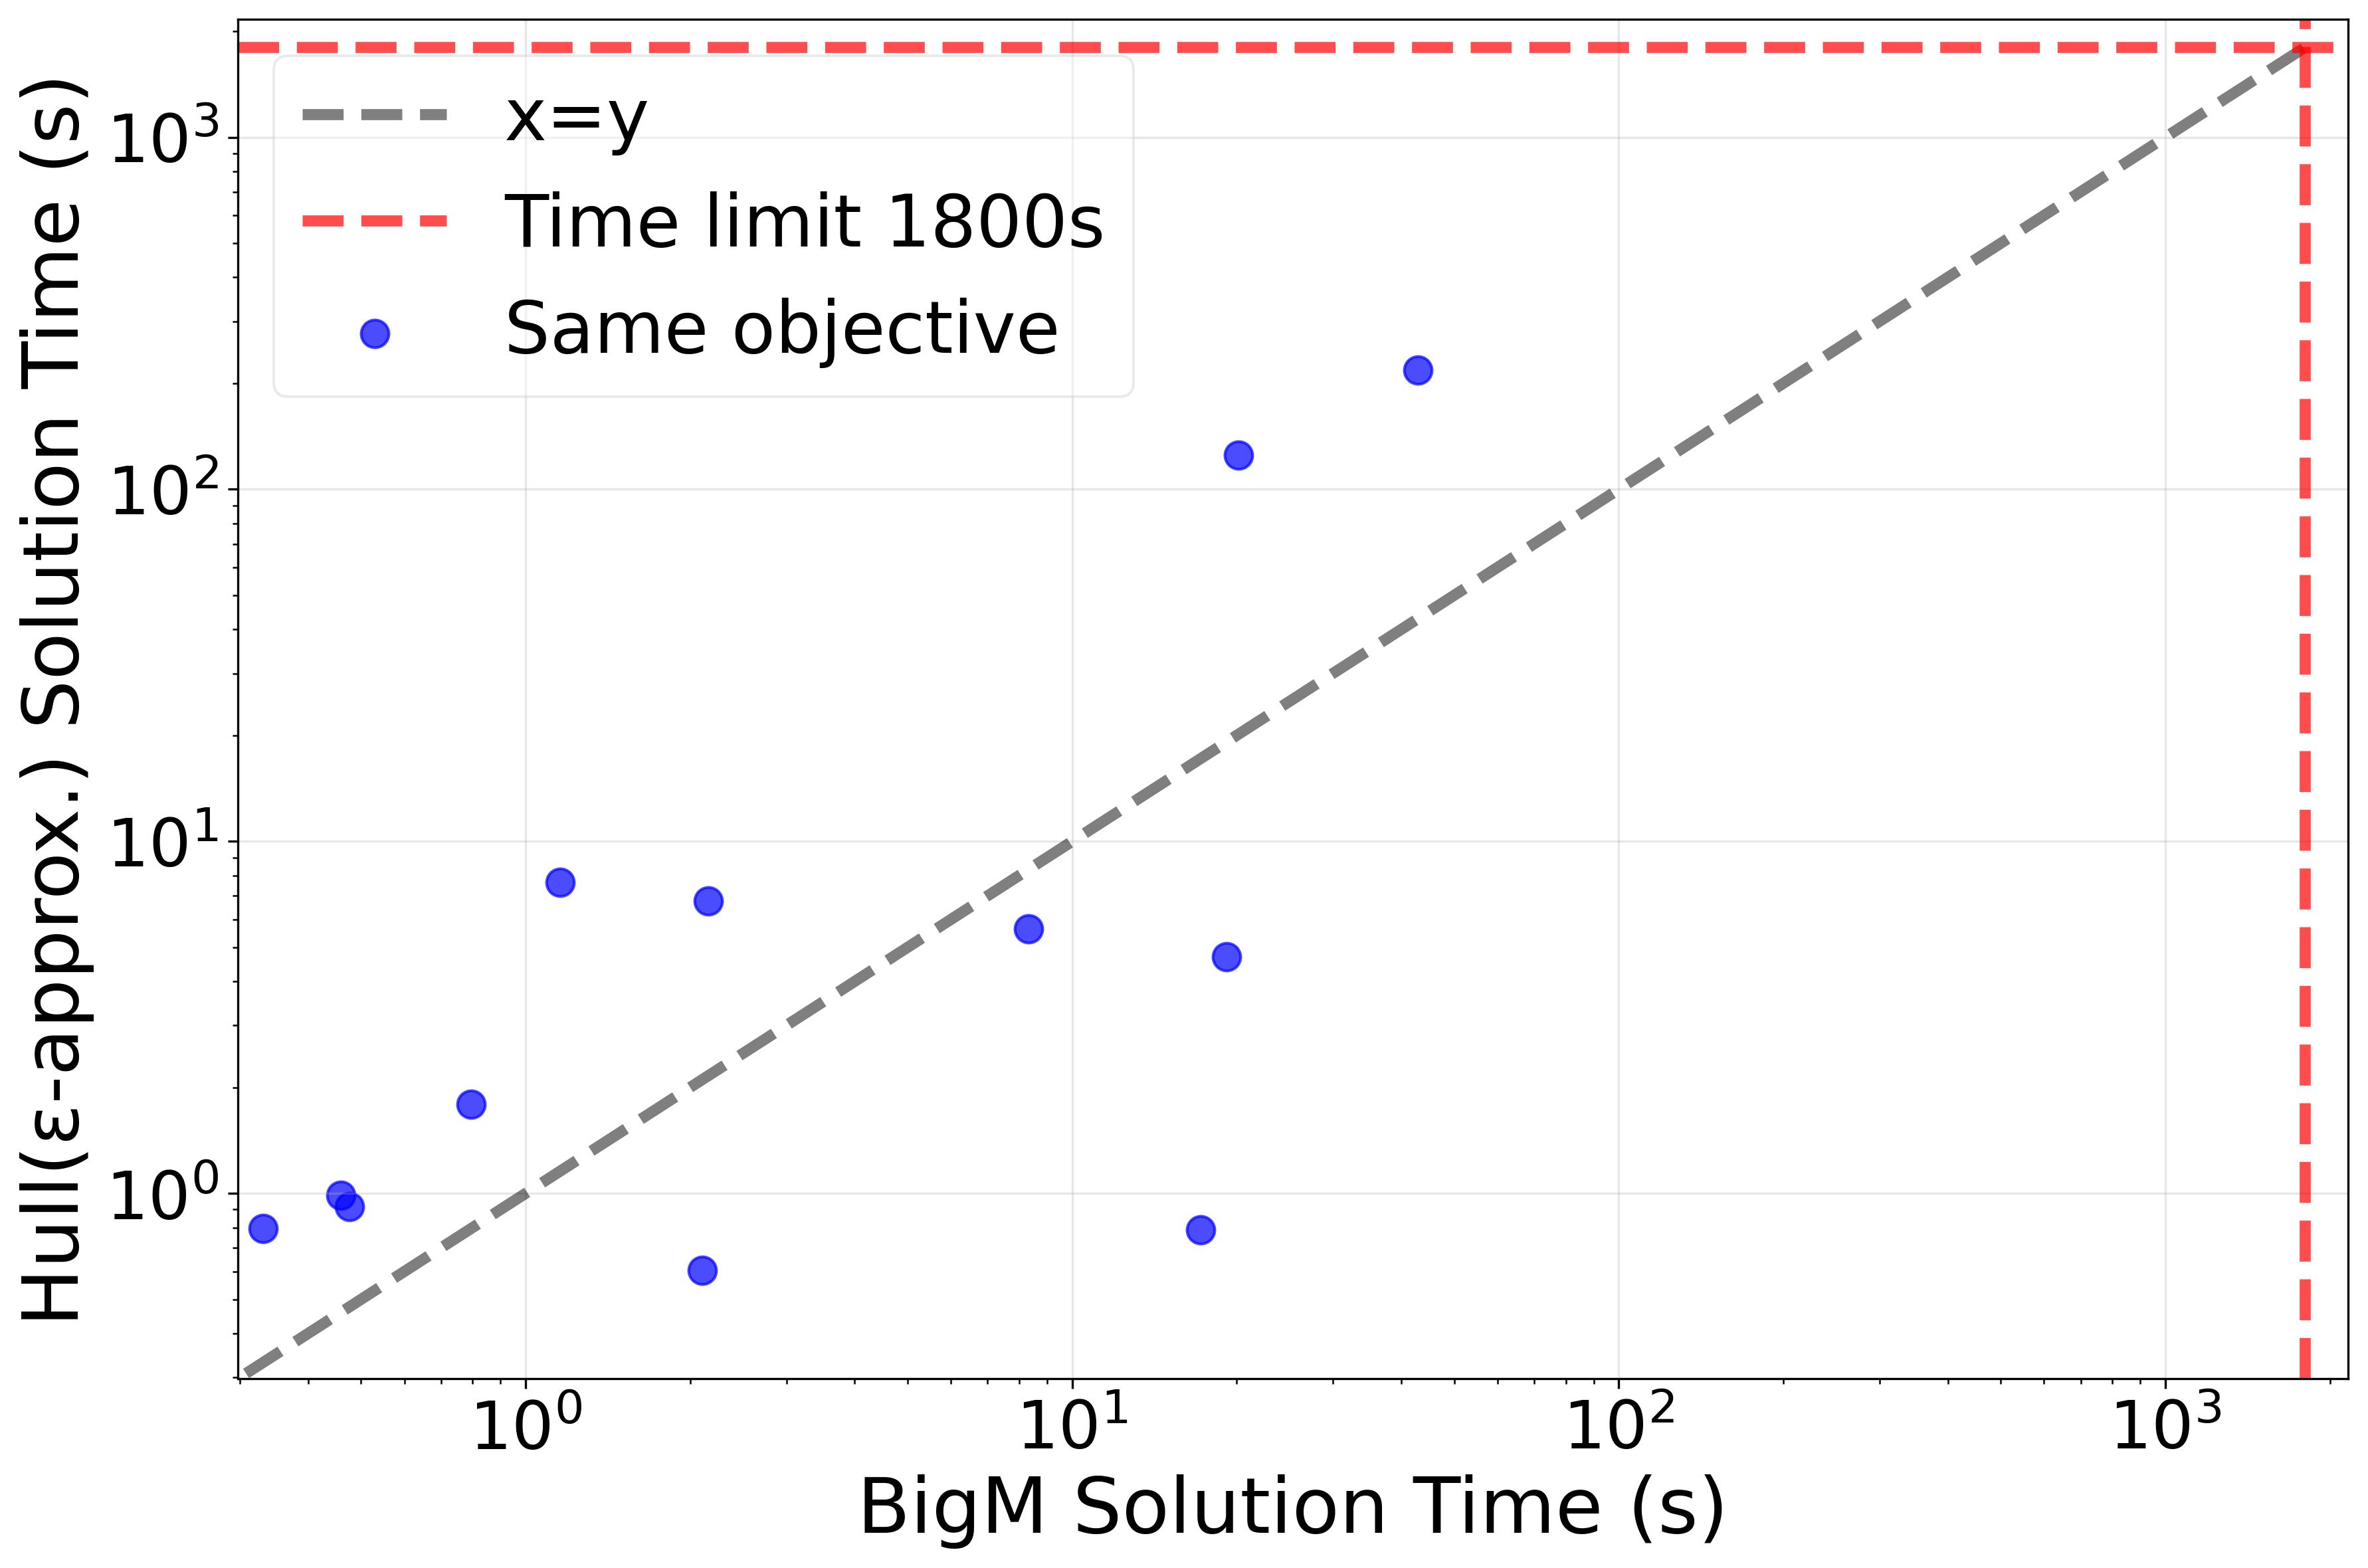 Hull(ε-approx.) Solution Time (s)
10³
10²
10¹
10⁰
x=y
Time limit 1800s
Same objective
10⁰ 10¹ 10² 10³
BigM Solution Time (s)